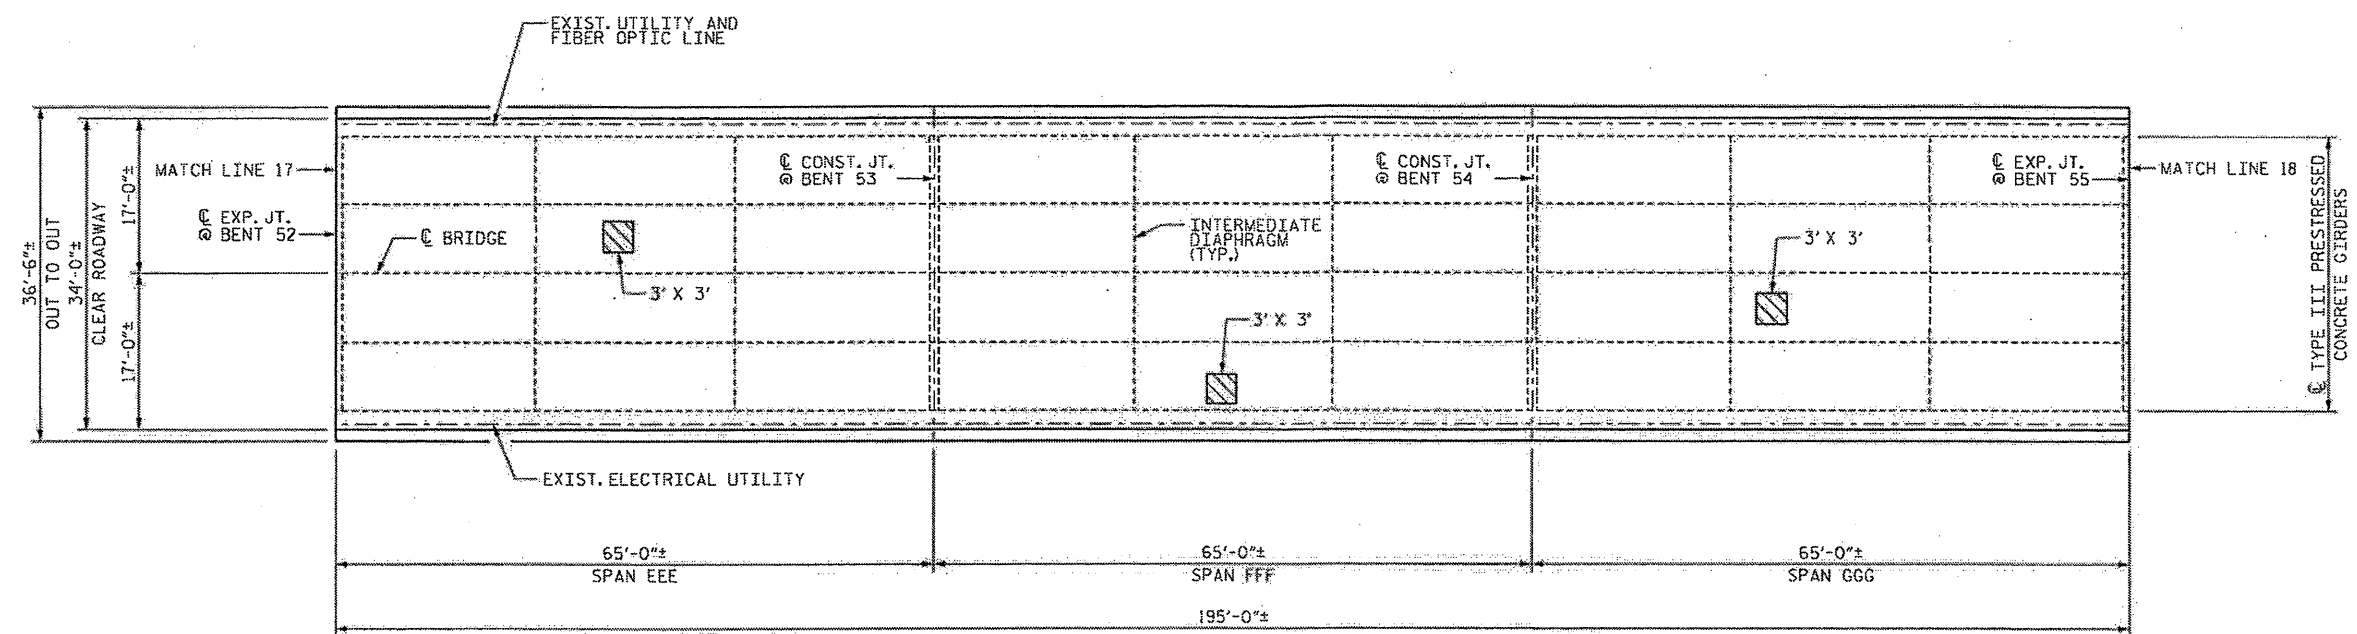 EXIST. UTILITY AND
FIBER OPTIC LINE
36'-6"±
OUT TO OUT
34'-0"±
CLEAR ROADWAY
17'-0"±
17'-0"±
MATCH LINE 17
℄ EXP. JT.
@ BENT 52
℄ BRIDGE
3' X 3'
℄ CONST. JT.
@ BENT 53
INTERMEDIATE
DIAPHRAGM
(TYP.)
3' X 3'
℄ CONST. JT.
@ BENT 54
3' X 3'
℄ EXP. JT.
@ BENT 55
MATCH LINE 18
℄ TYPE III PRESTRESSED
CONCRETE GIRDERS
EXIST. ELECTRICAL UTILITY
65'-0"±
SPAN EEE
65'-0"±
SPAN FFF
65'-0"±
SPAN GGG
195'-0"±